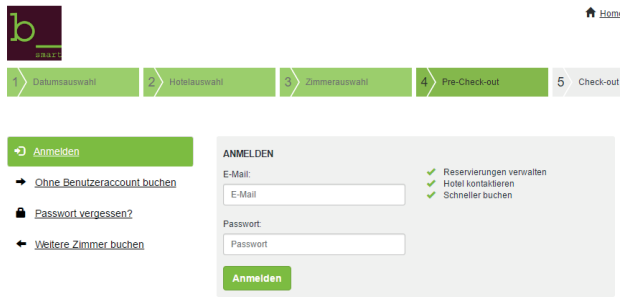 b_
smart
Home
1 Datumsauswahl
2 Hotelauswahl
3 Zimmerauswahl
4 Pre-Check-out
5 Check-out
Anmelden
Ohne Benutzeraccount buchen
Passwort vergessen?
Weitere Zimmer buchen
ANMELDEN
E-Mail:
E-Mail
Passwort:
Passwort
Anmelden
Reservierungen verwalten
Hotel kontaktieren
Schneller buchen